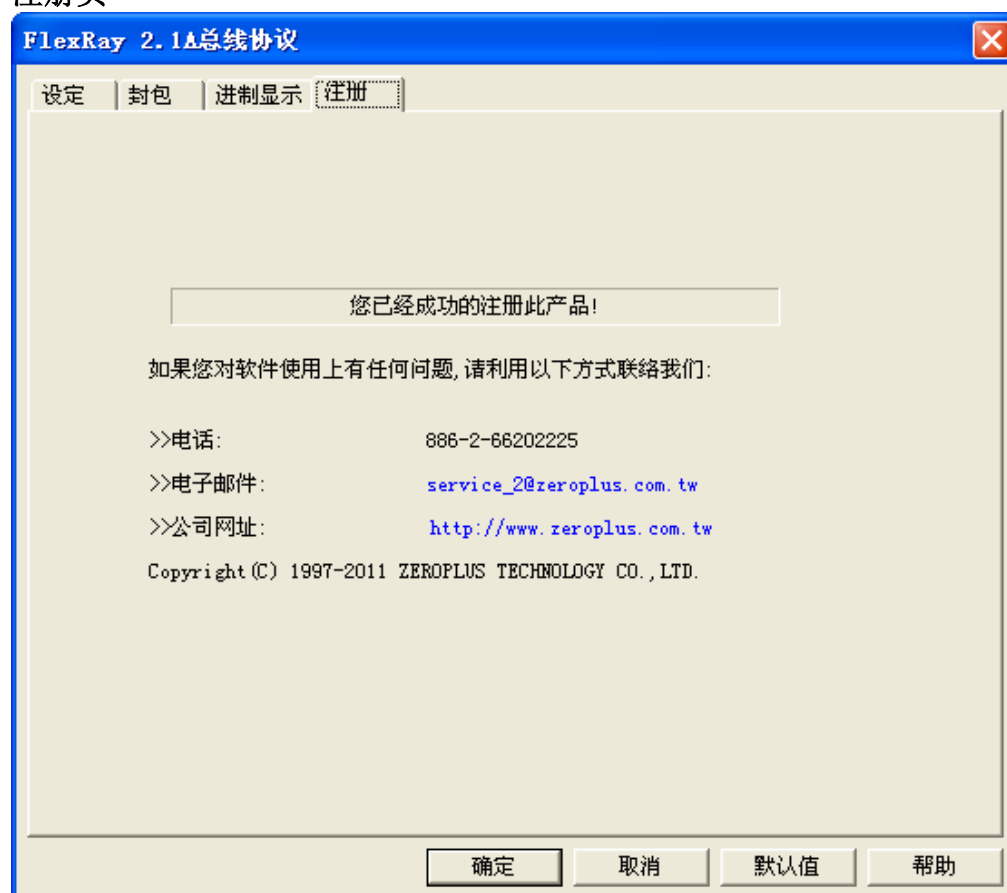 注册页
FlexRay 2.1A总线协议
设定 封包 进制显示 注册
您已经成功的注册此产品!
如果您对软件使用上有任何问题,请利用以下方式联络我们:
>>电话: 886-2-66202225
>>电子邮件: service_2@zeroplus.com.tw
>>公司网址: http://www.zeroplus.com.tw
Copyright(C) 1997-2011 ZEROPLUS TECHNOLOGY CO.,LTD.
确定 取消 默认值 帮助